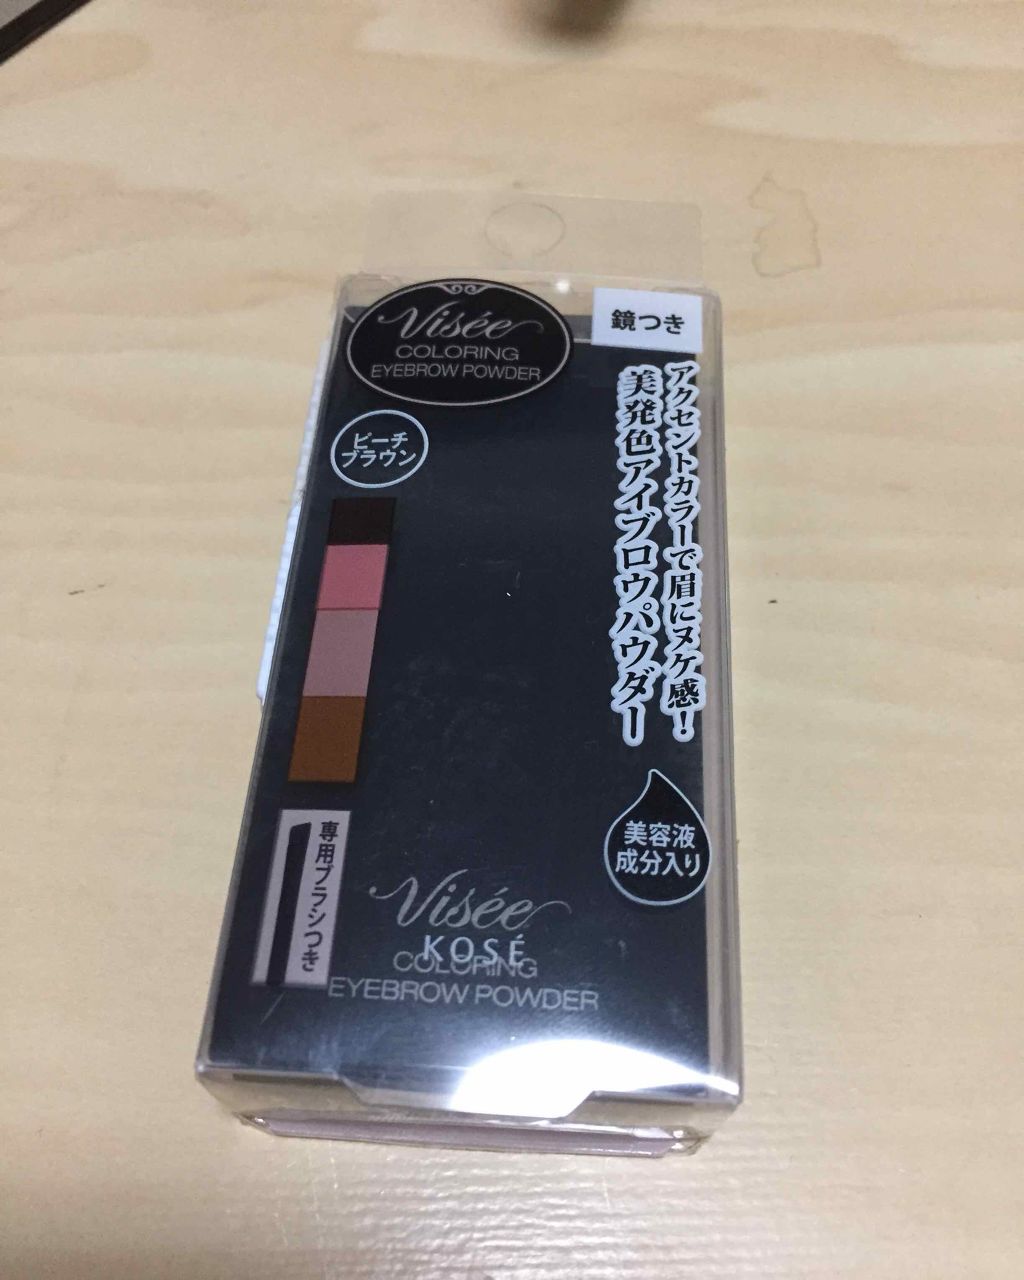 Visée
COLORING
EYEBROW POWDER
鏡つき
ピーチ
ブラウン
アクセントカラーで眉にヌケ感!
美発色アイブロウパウダー
美容液
成分入り
専用ブラシつき
Visée
KOSÉ
COLORING
EYEBROW POWDER